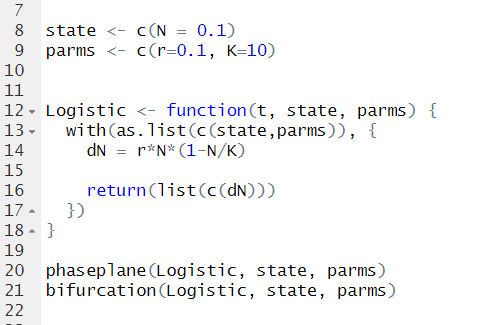 7
8 state <- c(N = 0.1)
9 parms <- c(r=0.1, K=10)
10
11
12 Logistic <- function(t, state, parms) {
13 with(as.list(c(state,parms)), {
14 dN = r*N*(1-N/K)
15
16 return(list(c(dN)))
17 })
18 }
19
20 phaseplane(Logistic, state, parms)
21 bifurcation(Logistic, state, parms)
22